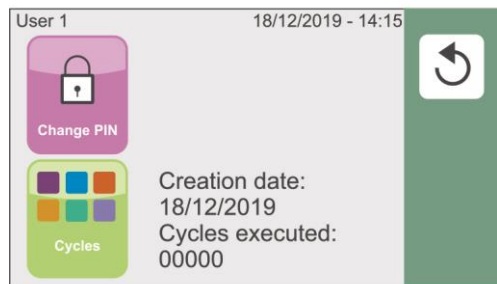 User 1
18/12/2019 - 14:15
Change PIN
Cycles
Creation date:
18/12/2019
Cycles executed:
00000